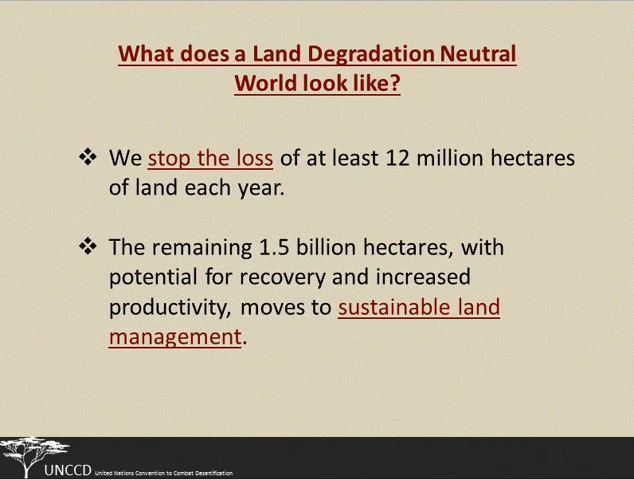 What does a Land Degradation Neutral
World look like?
❖ We stop the loss of at least 12 million hectares
of land each year.
❖ The remaining 1.5 billion hectares, with
potential for recovery and increased
productivity, moves to sustainable land
management.
UNCCD United Nations Convention to Combat Desertification